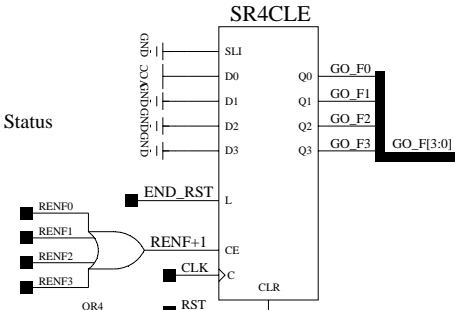 SR4CLE
GND
SLI
VCC
D0
Q0
GO_F0
GND
D1
Q1
GO_F1
Status
GND
D2
Q2
GO_F2
GND
D3
Q3
GO_F3
GO_F[3:0]
END_RST
L
RENF0
RENF1
RENF+1
CE
RENF2
CLK
C
RENF3
CLR
OR4
RST